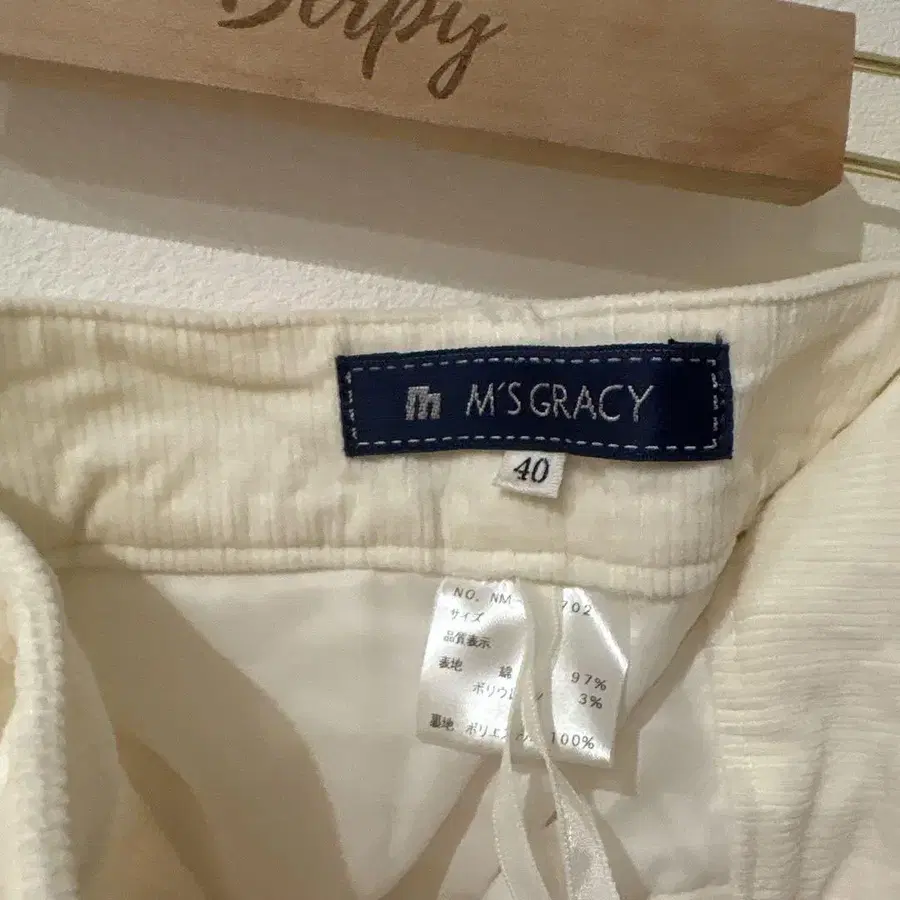 Derpy
m M'S GRACY
40
NO. NM 702
サイズ
品質表示
表地 綿 97%
3%
裏地 100%